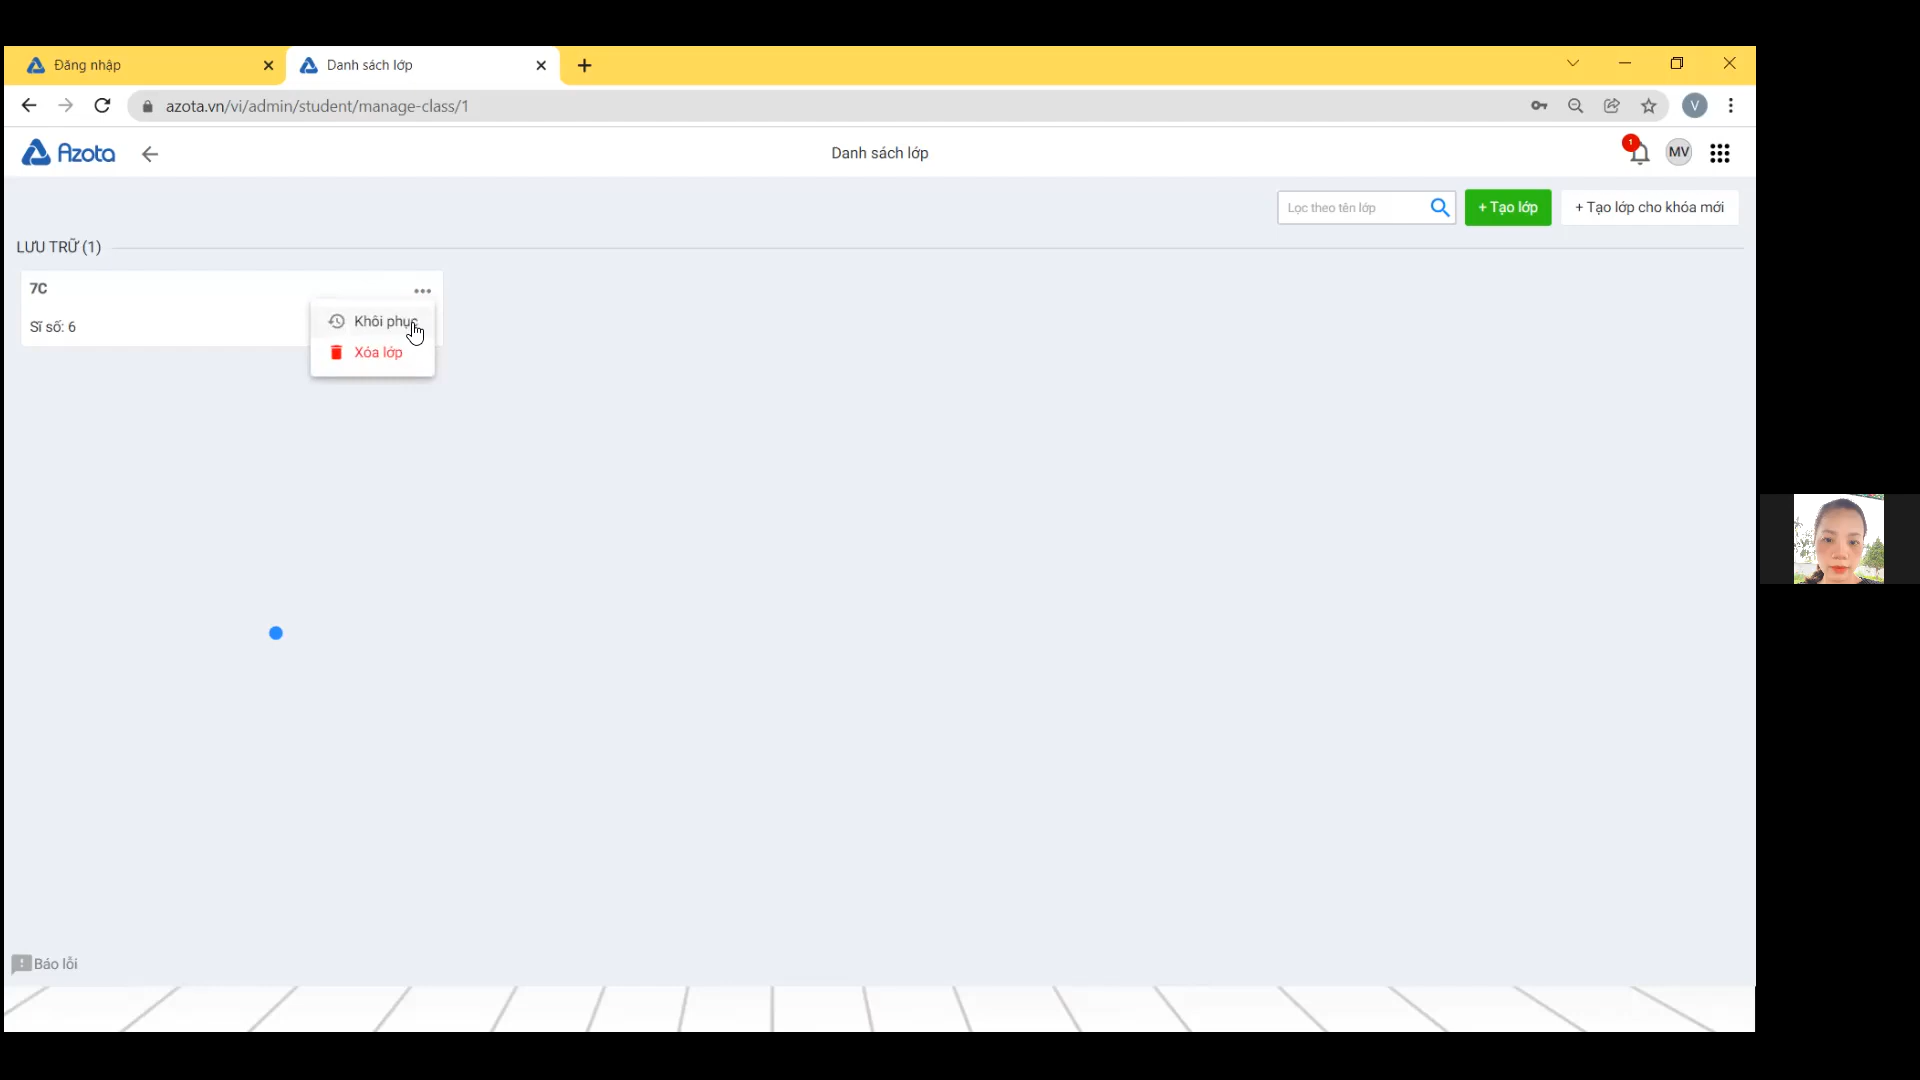 Đăng nhập
Danh sách lớp
azota.vn/vi/admin/student/manage-class/1
V
Azota
Danh sách lớp
1
MV
Lọc theo tên lớp
+ Tạo lớp
+ Tạo lớp cho khóa mới
LƯU TRỮ (1)
7C
Sĩ số: 6
Khôi phục
Xóa lớp
Báo lỗi